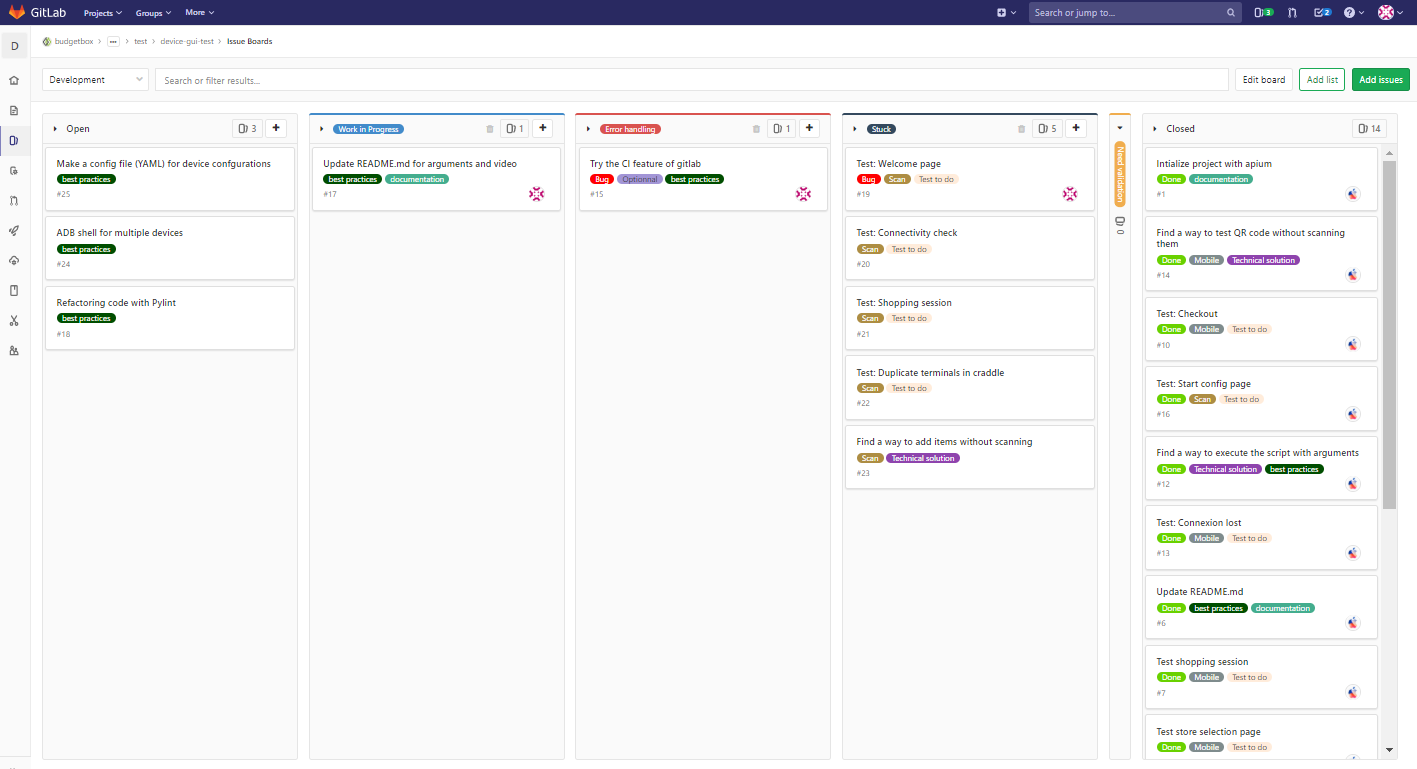 GitLab Projects Groups More Search or jump to... 3 2
D budgetbox > ... > test > device-gui-test > Issue Boards
Development Search or filter results... Edit board Add list Add issues
Open 3
Make a config file (YAML) for device confgurations
best practices
#25
ADB shell for multiple devices
best practices
#24
Refactoring code with Pylint
best practices
#18
Work in Progress 1
Update README.md for arguments and video
best practices documentation
#17
Error handling 1
Try the CI feature of gitlab
Bug Optionnal best practices
#15
Stuck 5
Test: Welcome page
Bug Scan Test to do
#19
Test: Connectivity check
Scan Test to do
#20
Test: Shopping session
Scan Test to do
#21
Test: Duplicate terminals in craddle
Scan Test to do
#22
Find a way to add items without scanning
Scan Technical solution
#23
Need validation
0
Closed 14
Intialize project with apium
Done documentation
#1
Find a way to test QR code without scanning
them
Done Mobile Technical solution
#14
Test: Checkout
Done Mobile Test to do
#10
Test: Start config page
Done Scan Test to do
#16
Find a way to execute the script with arguments
Done Technical solution best practices
#12
Test: Connexion lost
Done Mobile Test to do
#13
Update README.md
Done best practices documentation
#6
Test shopping session
Done Mobile Test to do
#7
Test store selection page
Done Mobile Test to do